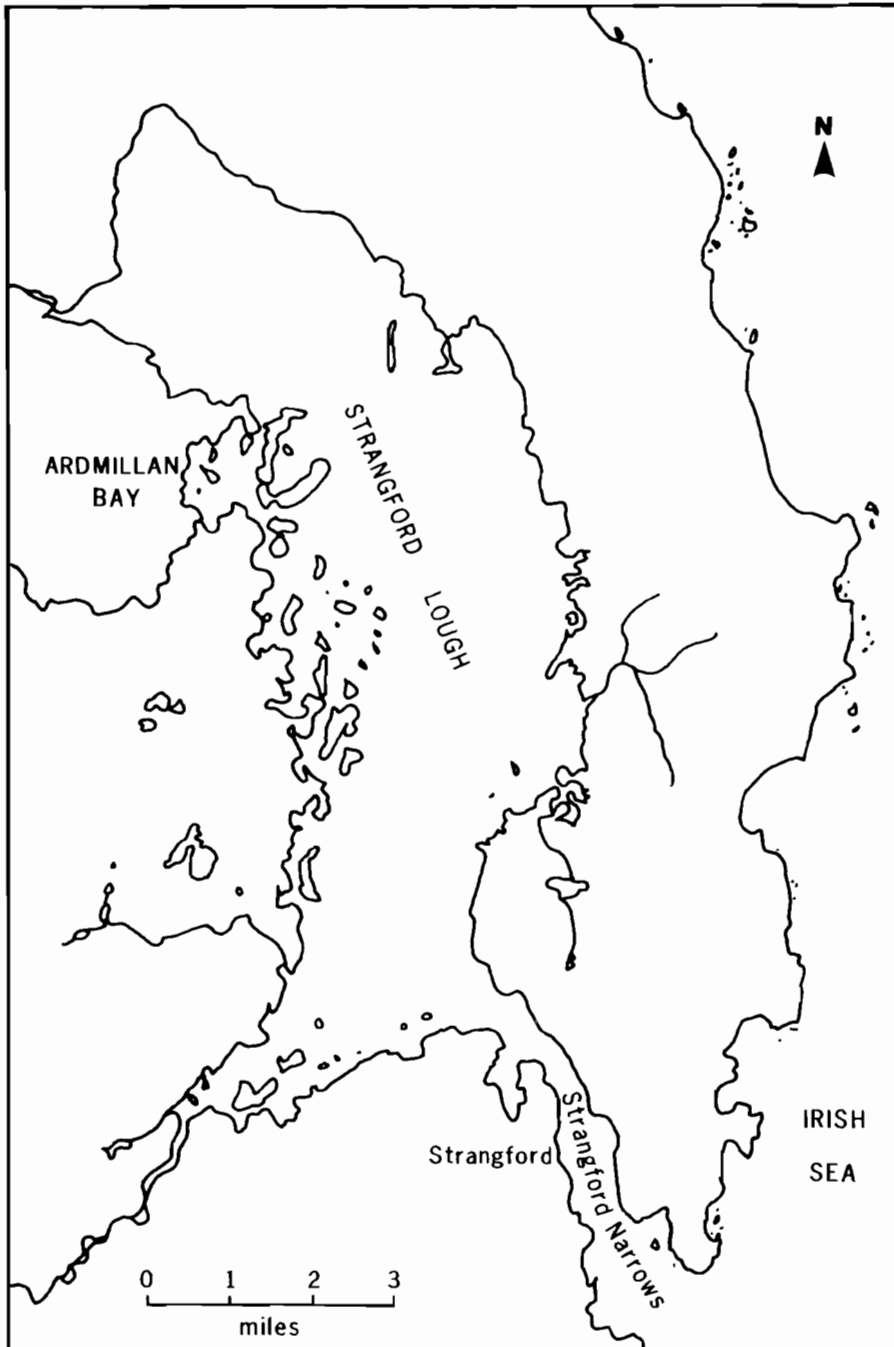 N
STRANGFORD LOUGH
ARDMILLAN
BAY
Strangford
Strangford Narrows
IRISH
SEA
0 1 2 3
miles